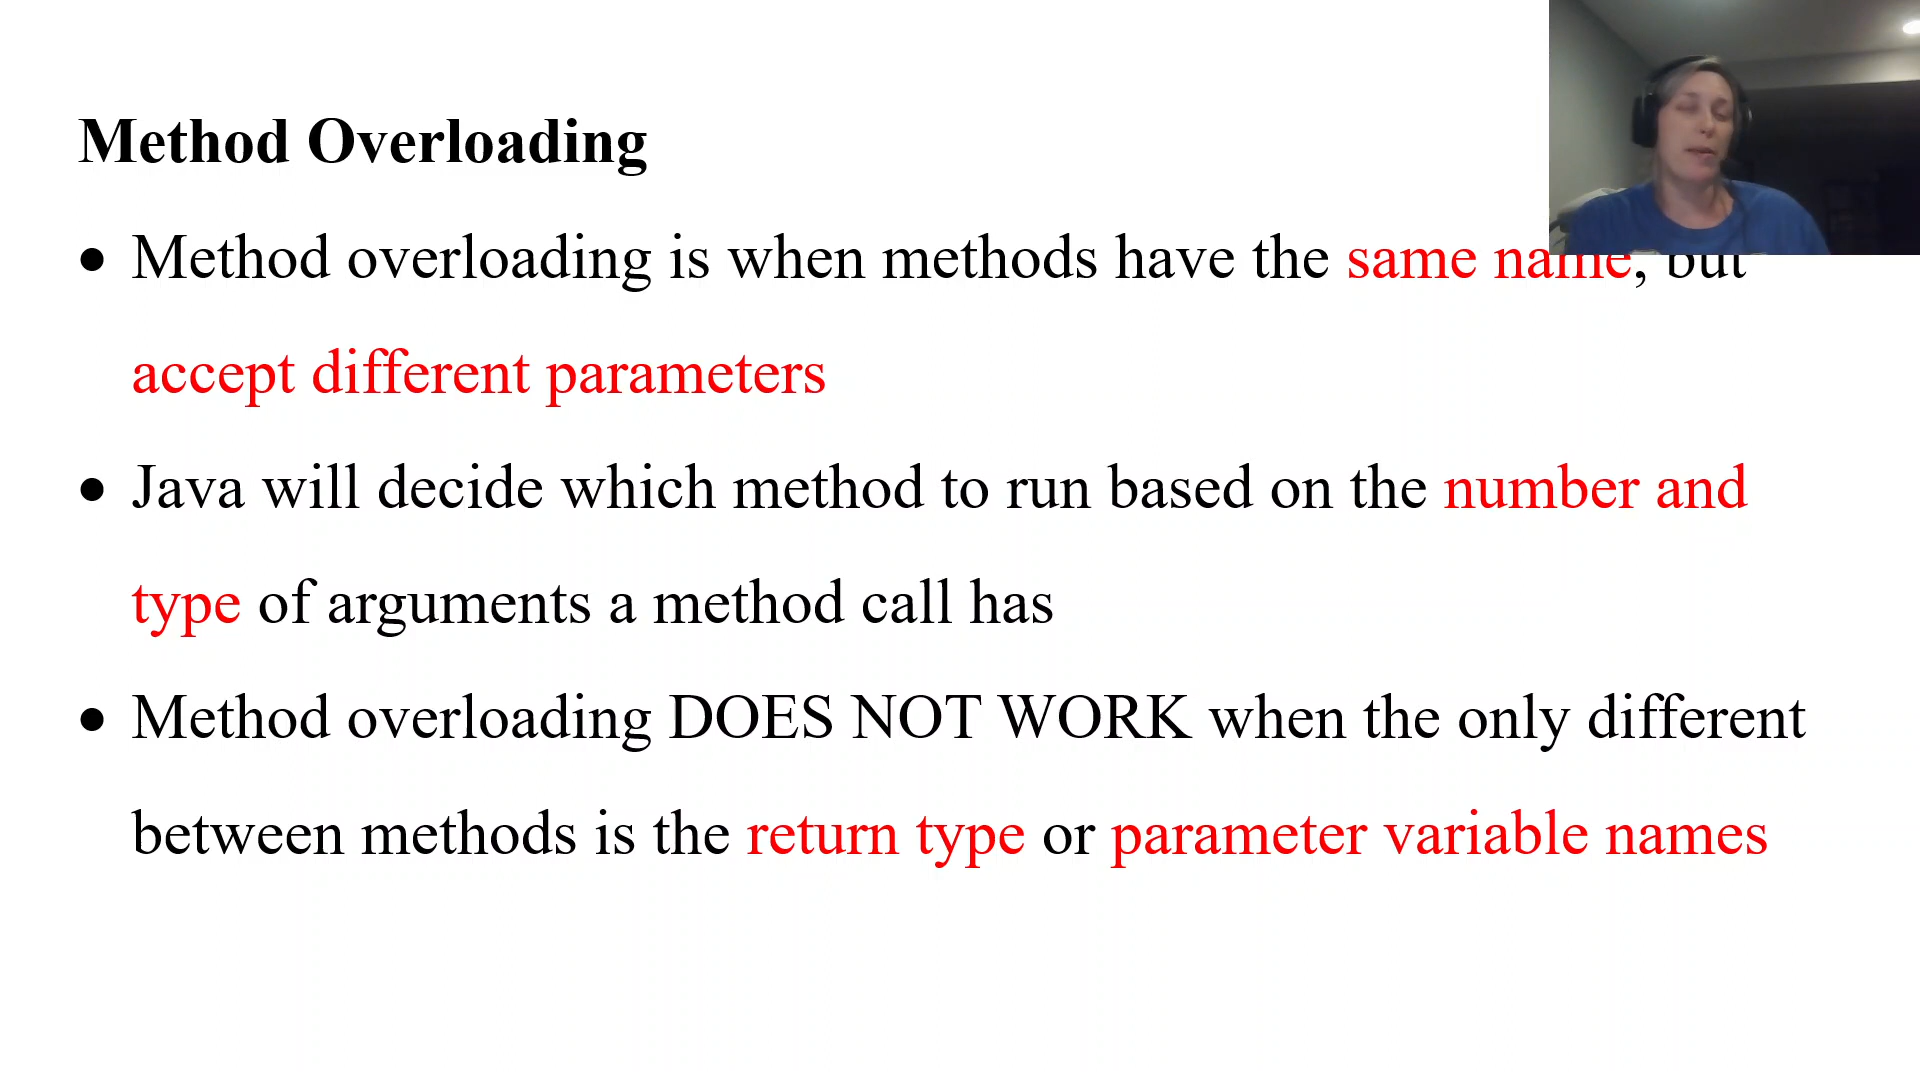 Method Overloading
• Method overloading is when methods have the same name, but
accept different parameters
• Java will decide which method to run based on the number and
type of arguments a method call has
• Method overloading DOES NOT WORK when the only different
between methods is the return type or parameter variable names